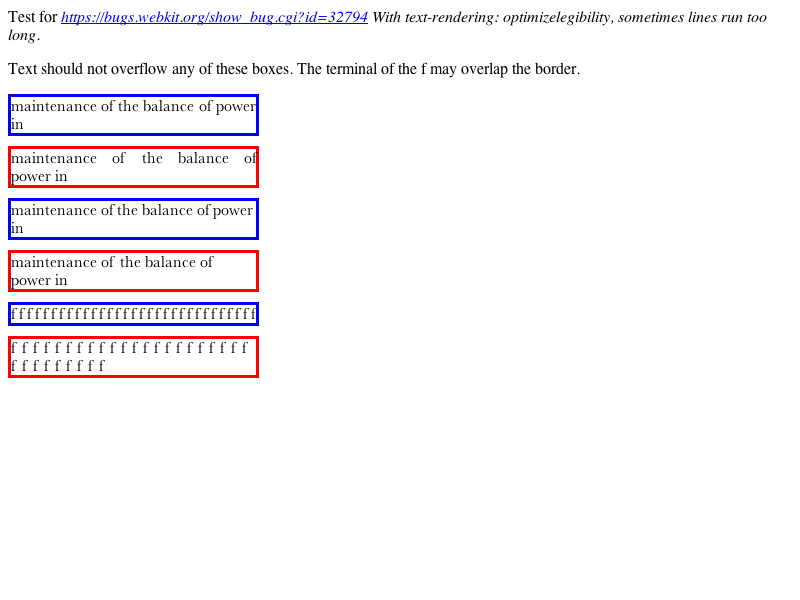 Test for https://bugs.webkit.org/show_bug.cgi?id=32794 With text-rendering: optimizelegibility, sometimes lines run too
long.
Text should not overflow any of these boxes. The terminal of the f may overlap the border.
maintenance of the balance of power
in
maintenance of the balance of
power in
maintenance of the balance of power
in
maintenance of the balance of
power in
f f f f f f f f f f f f f f f f f f f f f f f f f f f f f f f
f f f f f f f f f f f f f f f f f f f f f f
f f f f f f f f f